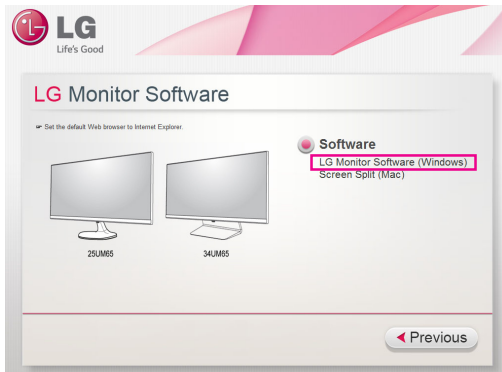 LG
Life's Good
LG Monitor Software
☞ Set the default Web browser to Internet Explorer.
Software
LG Monitor Software (Windows)
Screen Split (Mac)
25UM65
34UM65
Previous